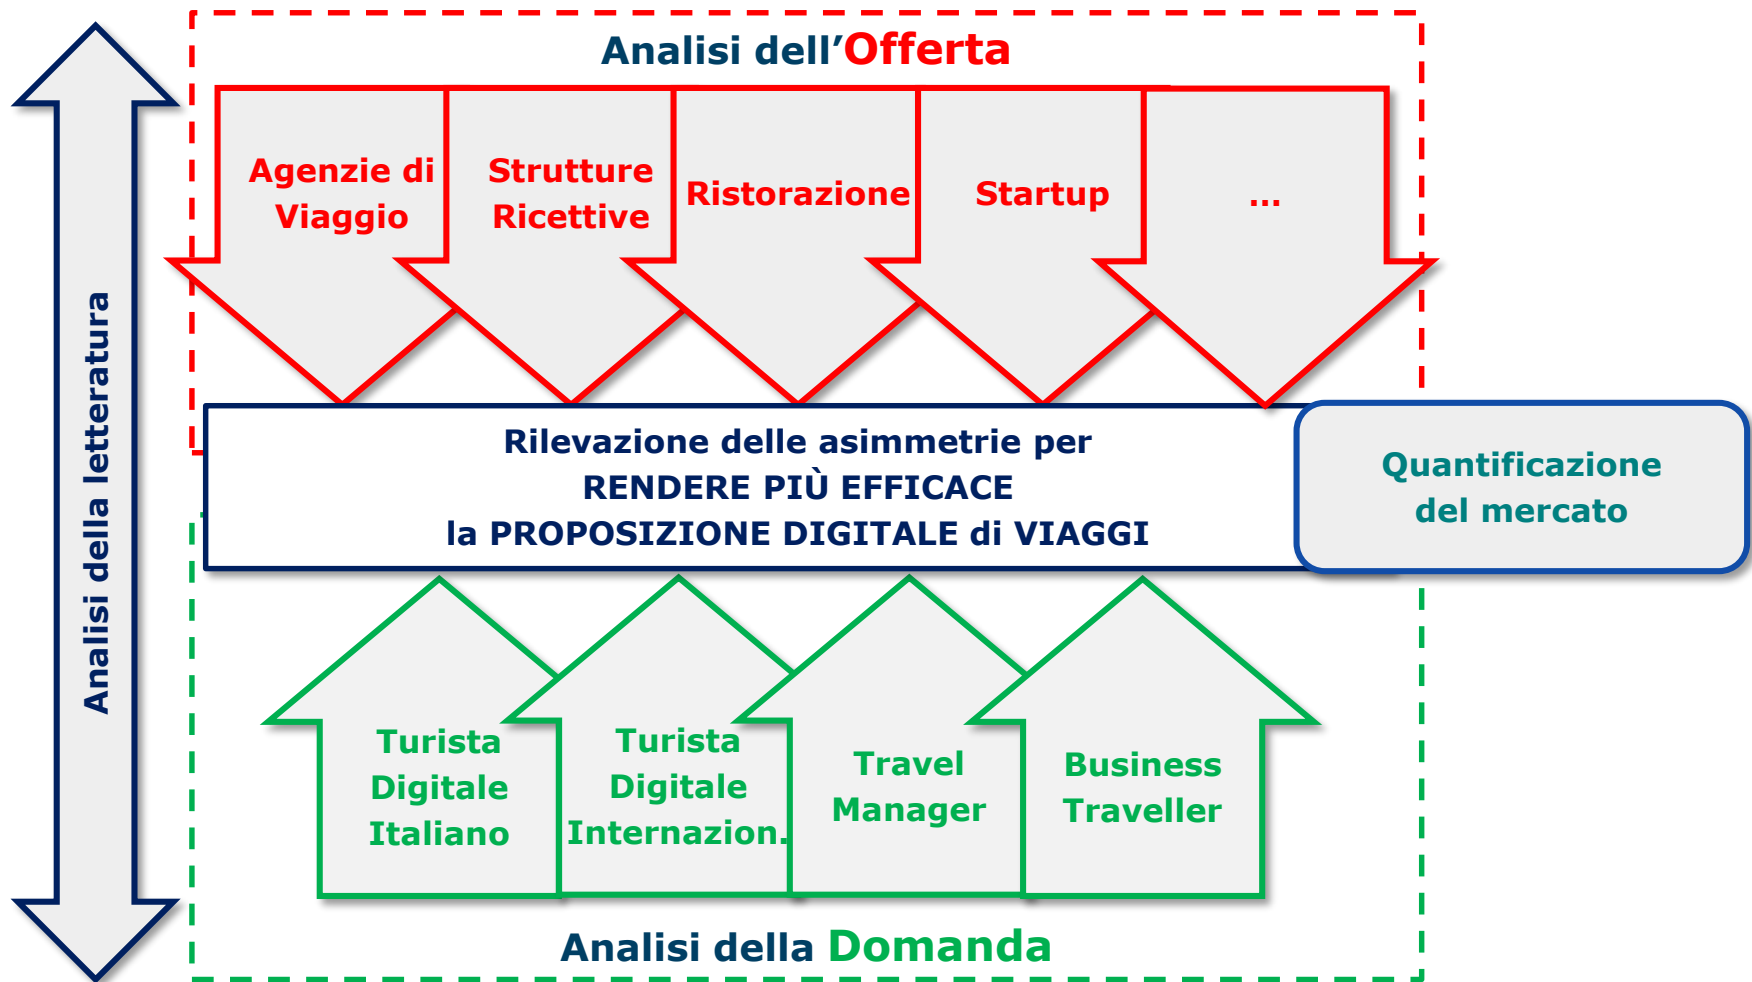 Analisi dell’Offerta
Agenzie di
Viaggio
Strutture
Ricettive
Ristorazione
Startup
...
Analisi della letteratura
Rilevazione delle asimmetrie per
RENDERE PIÙ EFFICACE
la PROPOSIZIONE DIGITALE di VIAGGI
Quantificazione
del mercato
Turista
Digitale
Italiano
Turista
Digitale
Internazion.
Travel
Manager
Business
Traveller
Analisi della Domanda